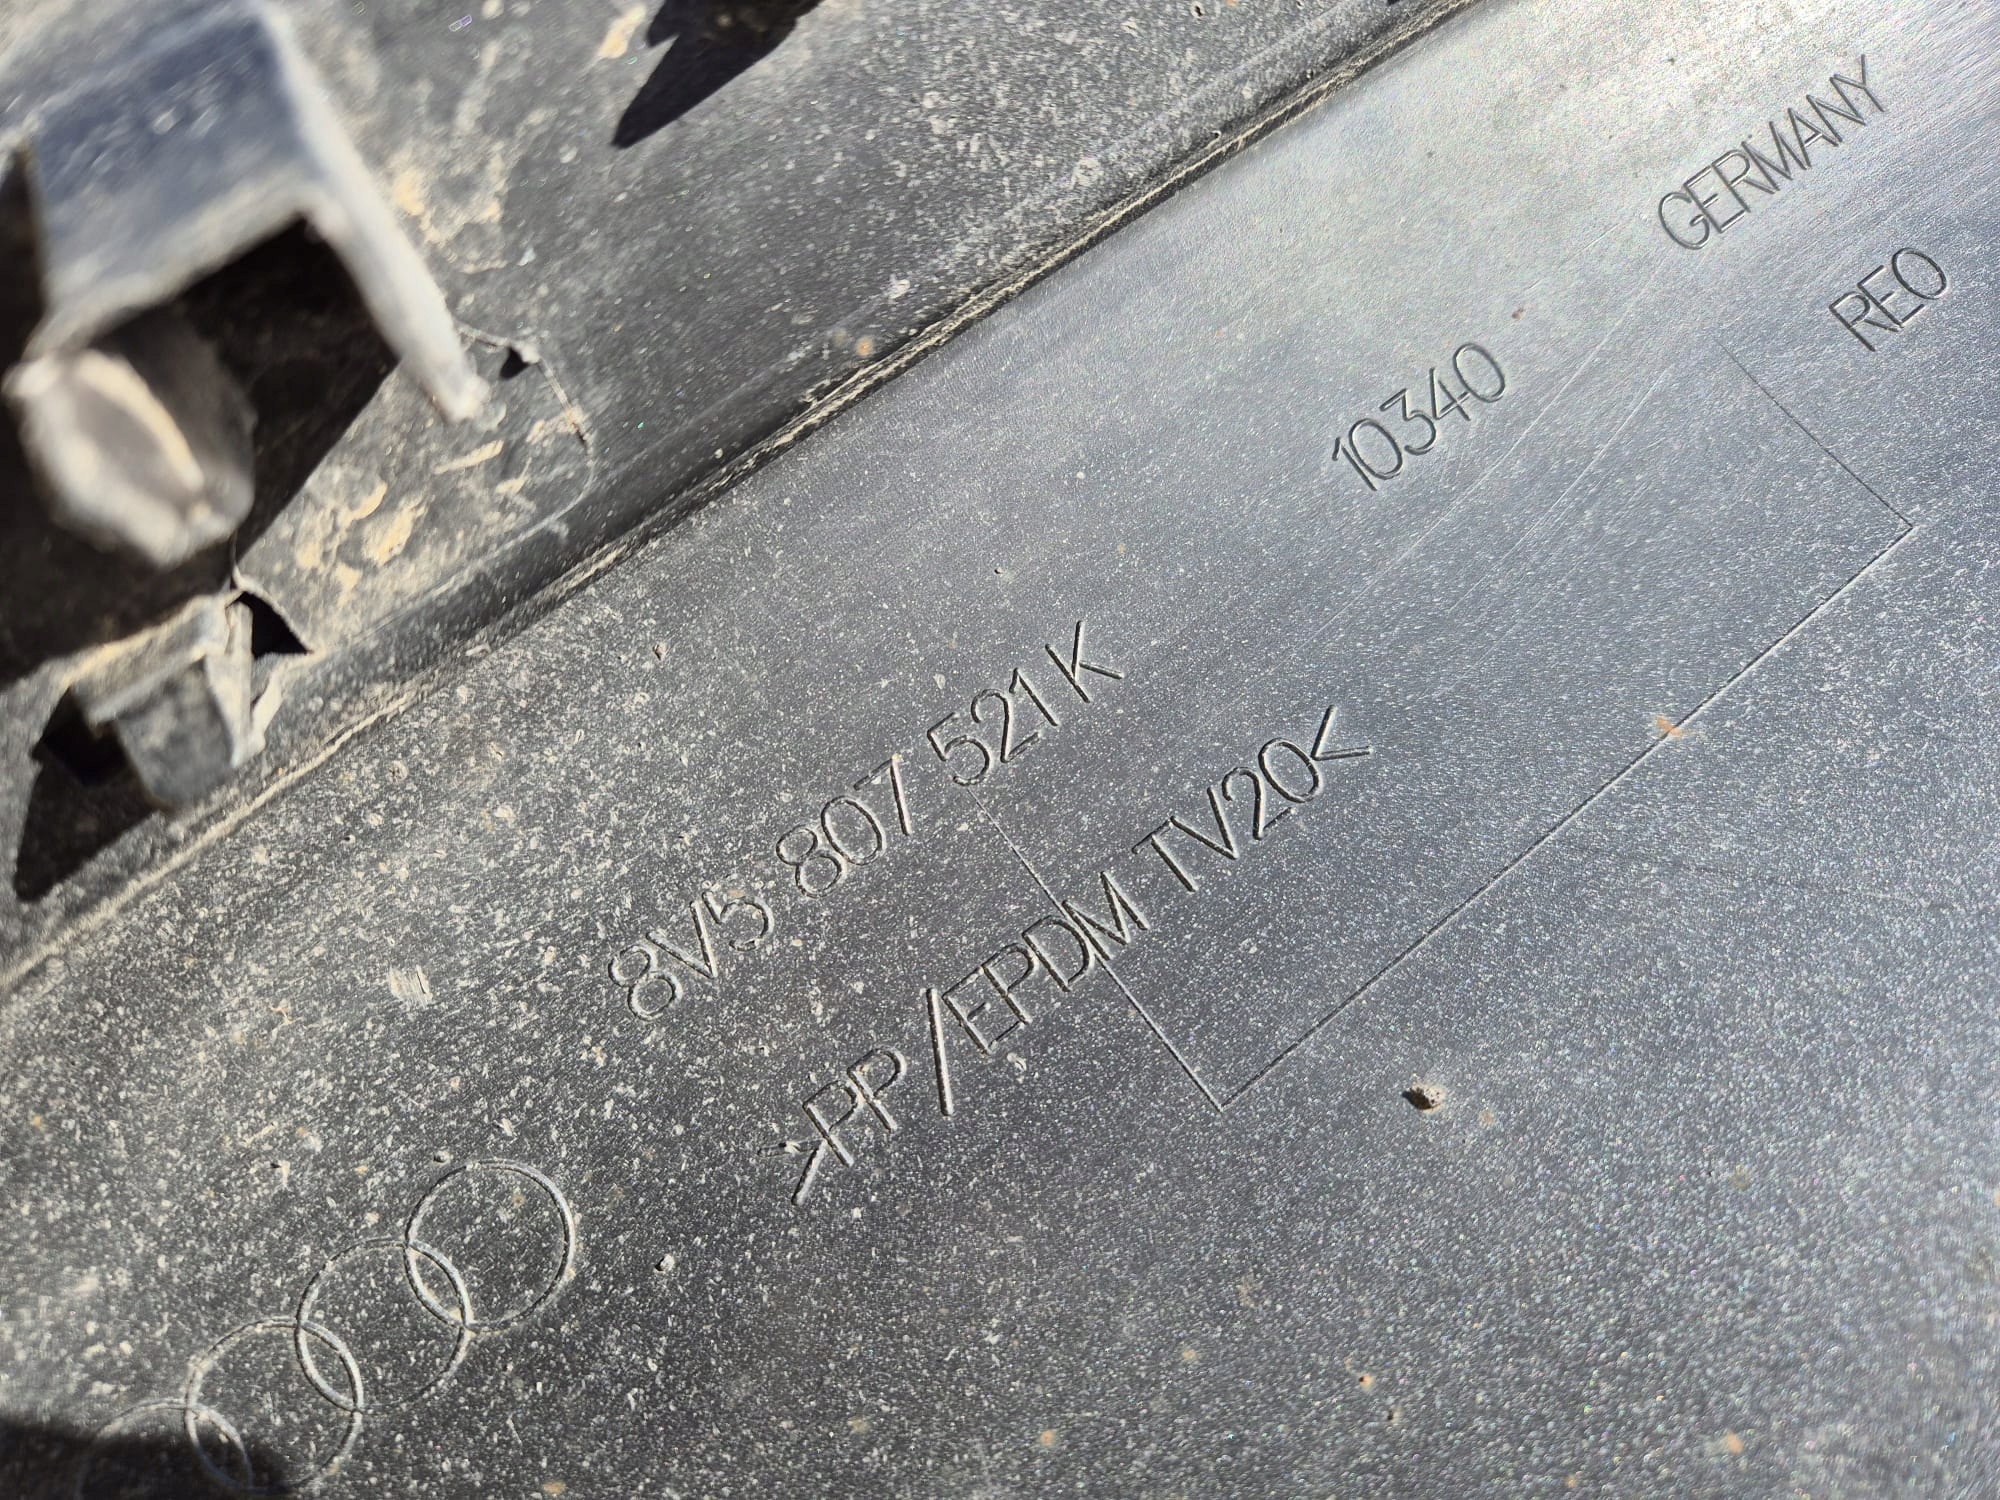 GERMANY
REO
10340
8V5 807 521 K
>PP/EPDM TV20<